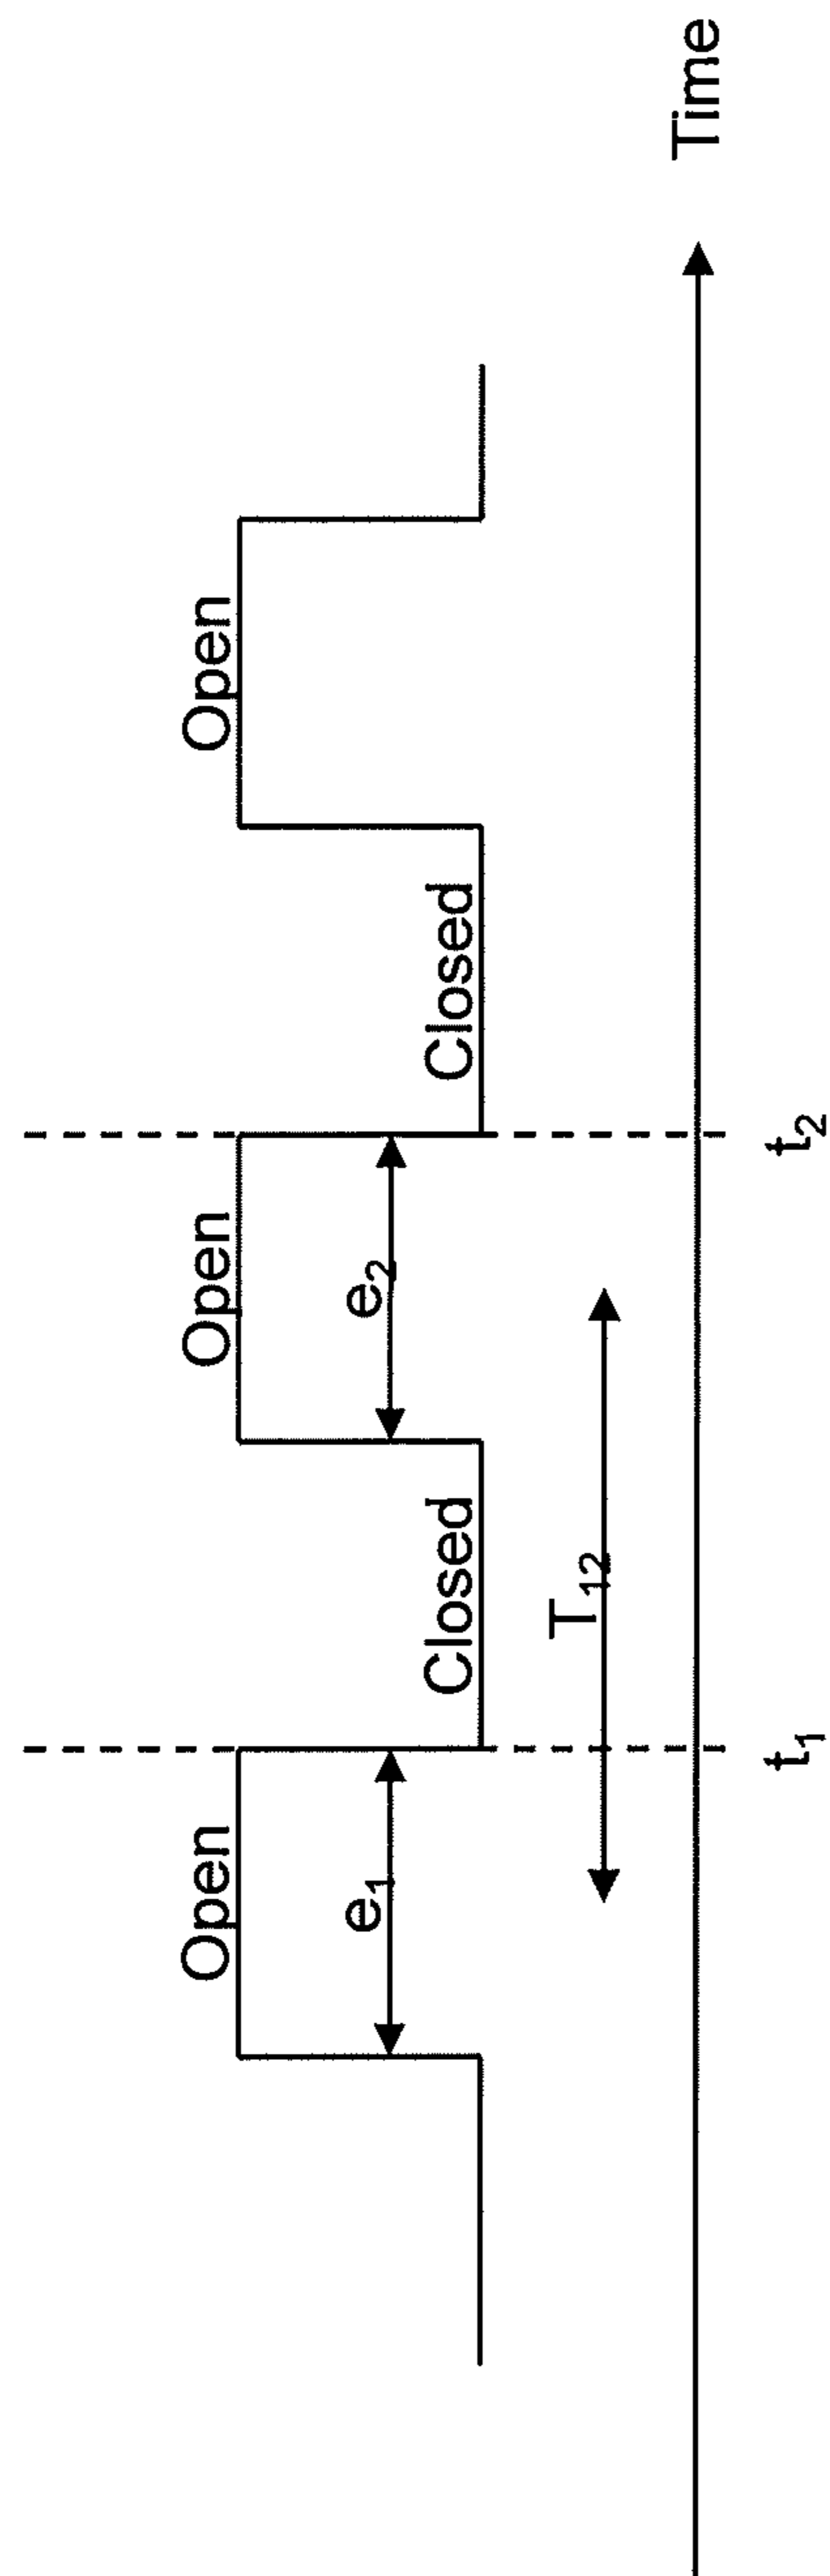 Open
Open
Open
Closed
Closed
e₁
e₂
T₁₂
Time
t₁
t₂